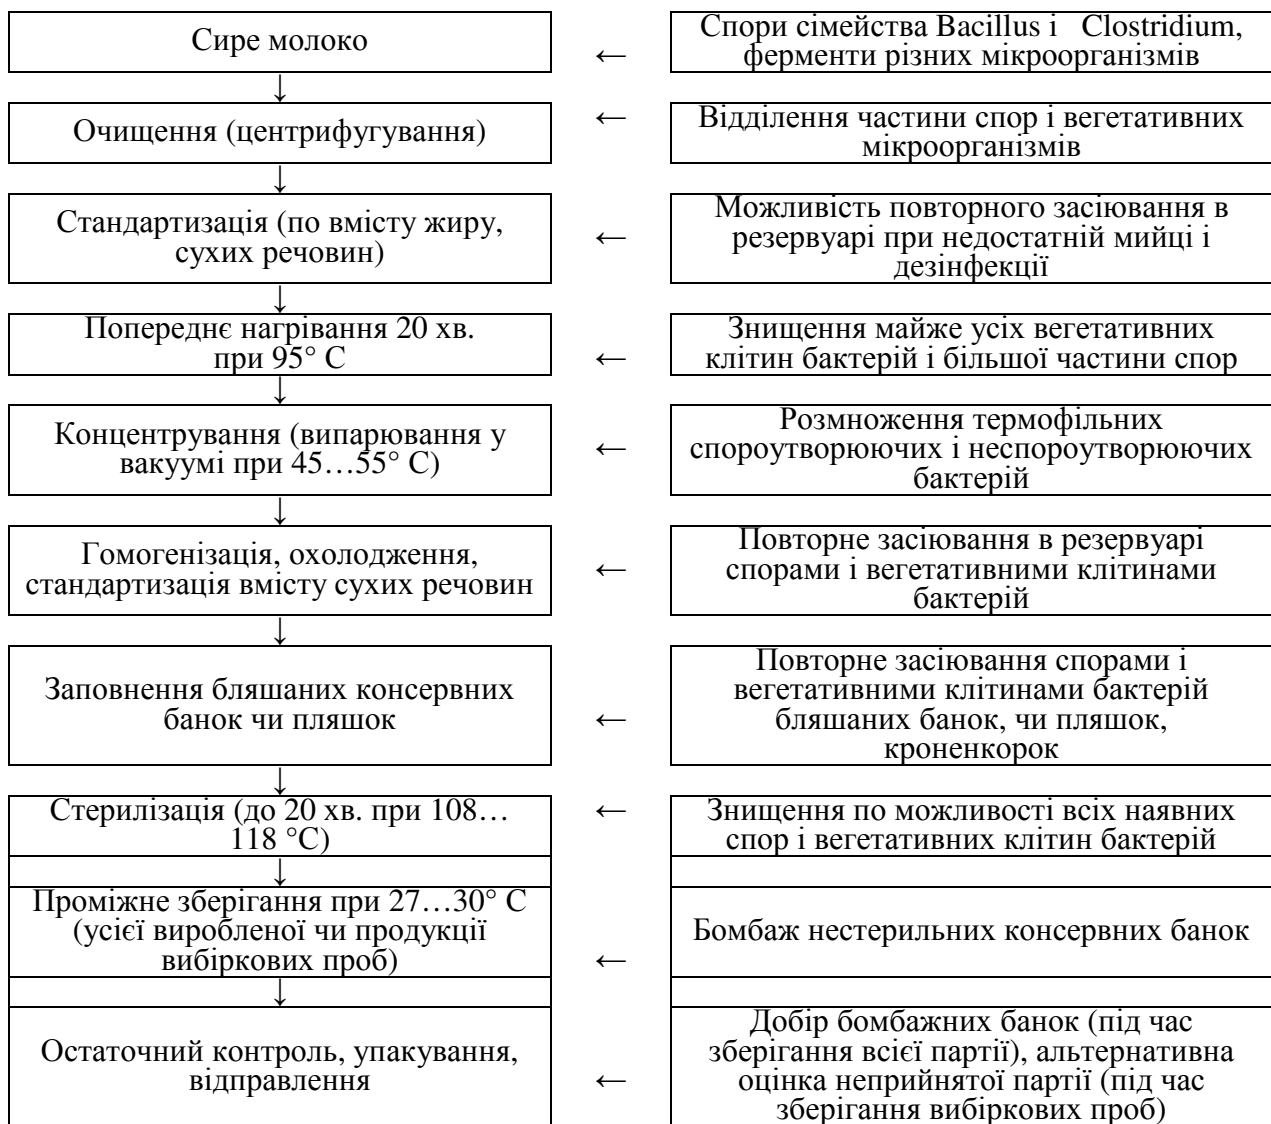 Сире молоко
←
Спори сімейства Bacillus і Clostridium,
ферменти різних мікроорганізмів
↓
Очищення (центрифугування)
←
Відділення частини спор і вегетативних
мікроорганізмів
↓
Стандартизація (по вмісту жиру,
сухих речовин)
←
Можливість повторного засіювання в
резервуарі при недостатній мийці і
дезінфекції
↓
Попереднє нагрівання 20 хв.
при 95° С
←
Знищення майже усіх вегетативних
клітин бактерій і більшої частини спор
↓
Концентрування (випарювання у
вакуумі при 45…55° С)
←
Розмноження термофільних
спороутворюючих і неспороутворюючих
бактерій
↓
Гомогенізація, охолодження,
стандартизація вмісту сухих речовин
←
Повторне засіювання в резервуарі
спорами і вегетативними клітинами
бактерій
↓
Заповнення бляшаних консервних
банок чи пляшок
←
Повторне засіювання спорами і
вегетативними клітинами бактерій
бляшаних банок, чи пляшок,
кроненкорок
↓
Стерилізація (до 20 хв. при 108…
118 °С)
←
Знищення по можливості всіх наявних
спор і вегетативних клітин бактерій
↓
Проміжне зберігання при 27…30° С
(усієї виробленої чи продукції
вибіркових проб)
←
Бомбаж нестерильних консервних банок
↓
Остаточний контроль, упакування,
відправлення
←
Добір бомбажних банок (під час
зберігання всієї партії), альтернативна
оцінка неприйнятої партії (під час
зберігання вибіркових проб)